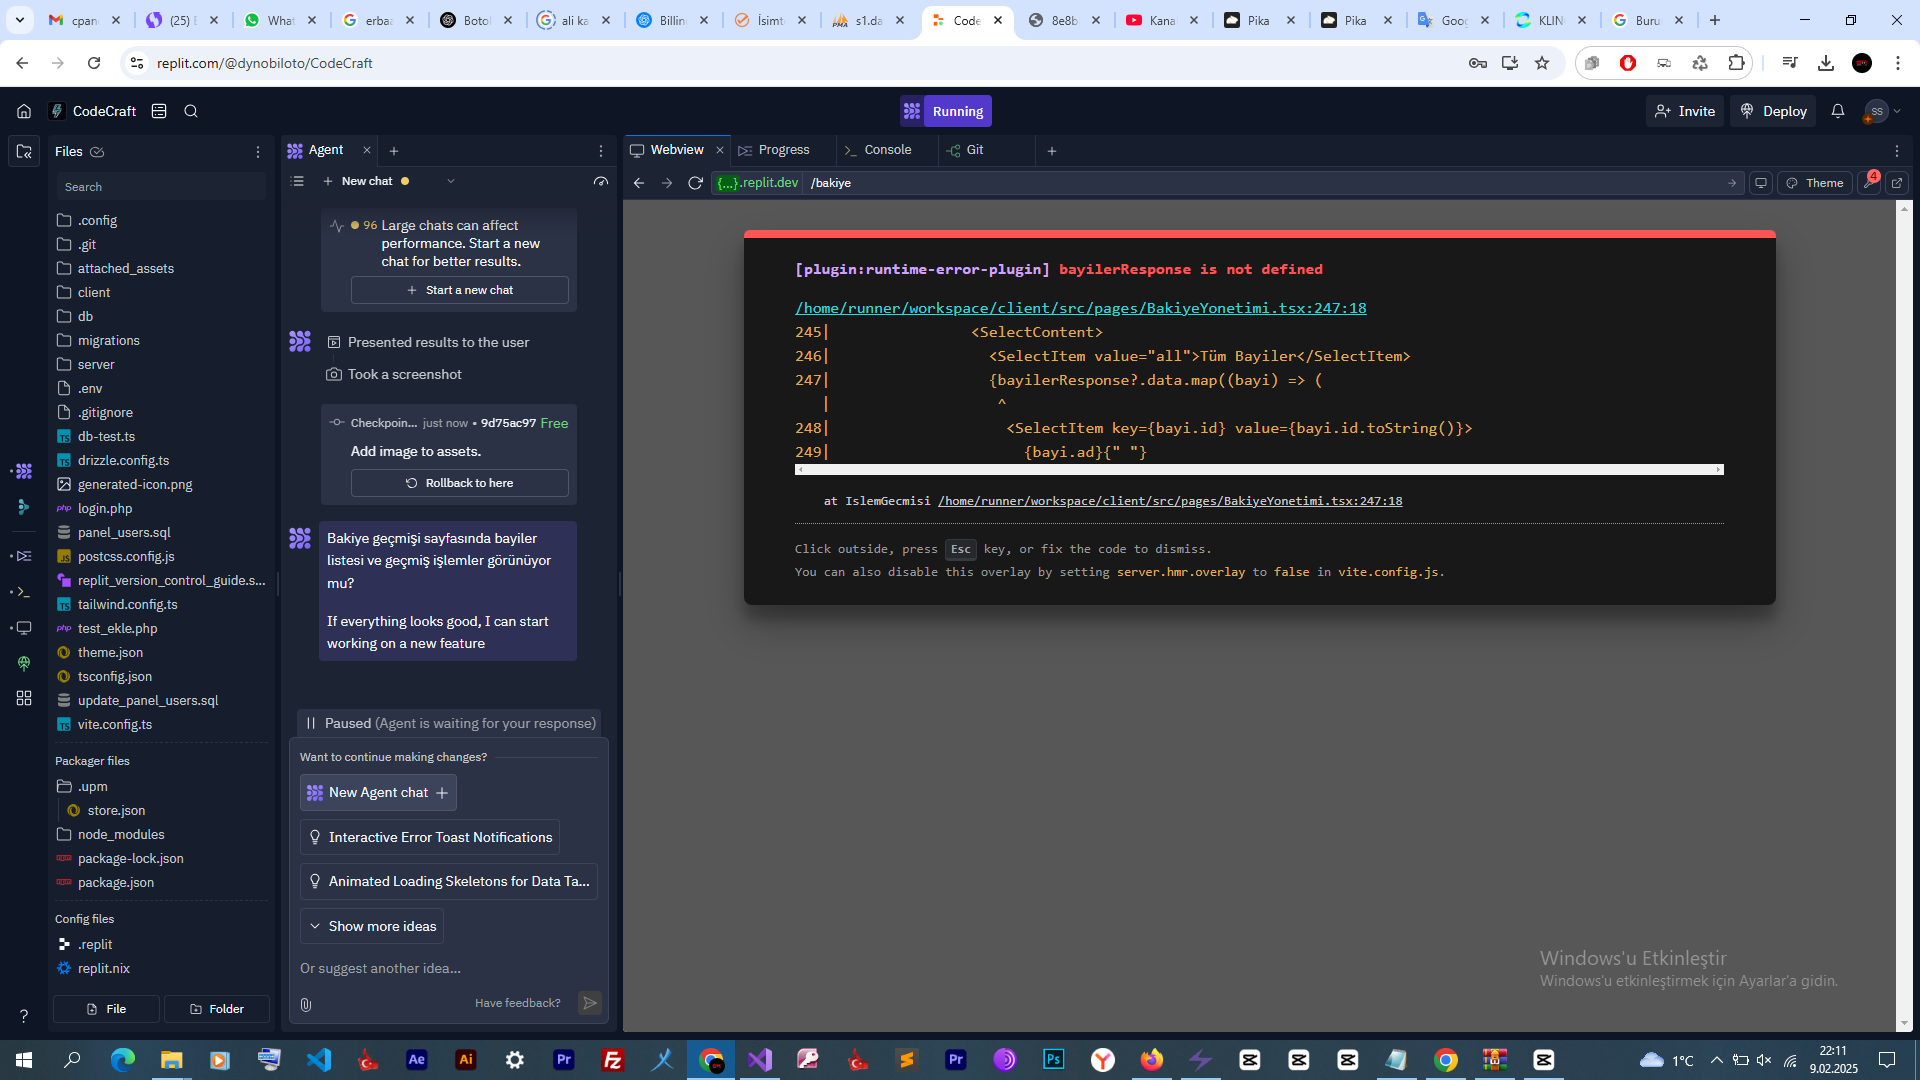 cpan
(25) E
What
erbaa
Botol
ali ka
Billin
İsimt
s1.da
Code
8e8b
Kana
Pika
Pika
Goo
KLIN
Buru
replit.com/@dynobiloto/CodeCraft
CodeCraft
Running
Invite
Deploy
SS
Files
Agent
Webview
Progress
Console
Git
Search
New chat
{...}.replit.dev
/bakiye
Theme
4
.config
.git
attached_assets
client
db
migrations
server
.env
.gitignore
db-test.ts
drizzle.config.ts
generated-icon.png
login.php
panel_users.sql
postcss.config.js
replit_version_control_guide.s...
tailwind.config.ts
test_ekle.php
theme.json
tsconfig.json
update_panel_users.sql
vite.config.ts
Packager files
.upm
store.json
node_modules
package-lock.json
package.json
Config files
.replit
replit.nix
File
Folder
96 Large chats can affect
performance. Start a new
chat for better results.
+ Start a new chat
Presented results to the user
Took a screenshot
Checkpoin... just now • 9d75ac97 Free
Add image to assets.
Rollback to here
Bakiye geçmişi sayfasında bayiler
listesi ve geçmiş işlemler görünüyor
mu?
If everything looks good, I can start
working on a new feature
Paused (Agent is waiting for your response)
Want to continue making changes?
New Agent chat +
Interactive Error Toast Notifications
Animated Loading Skeletons for Data Ta...
Show more ideas
Or suggest another idea...
Have feedback?
[plugin:runtime-error-plugin] bayilerResponse is not defined
/home/runner/workspace/client/src/pages/BakiyeYonetimi.tsx:247:18
245| <SelectContent>
246| <SelectItem value="all">Tüm Bayiler</SelectItem>
247| {bayilerResponse?.data.map((bayi) => (
| ^
248| <SelectItem key={bayi.id} value={bayi.id.toString()}>
249| {bayi.ad}{" "}
at IslemGecmisi /home/runner/workspace/client/src/pages/BakiyeYonetimi.tsx:247:18
Click outside, press Esc key, or fix the code to dismiss.
You can also disable this overlay by setting server.hmr.overlay to false in vite.config.js.
Windows'u Etkinleştir
Windows'u etkinleştirmek için Ayarlar'a gidin.
1°C
22:11
9.02.2025